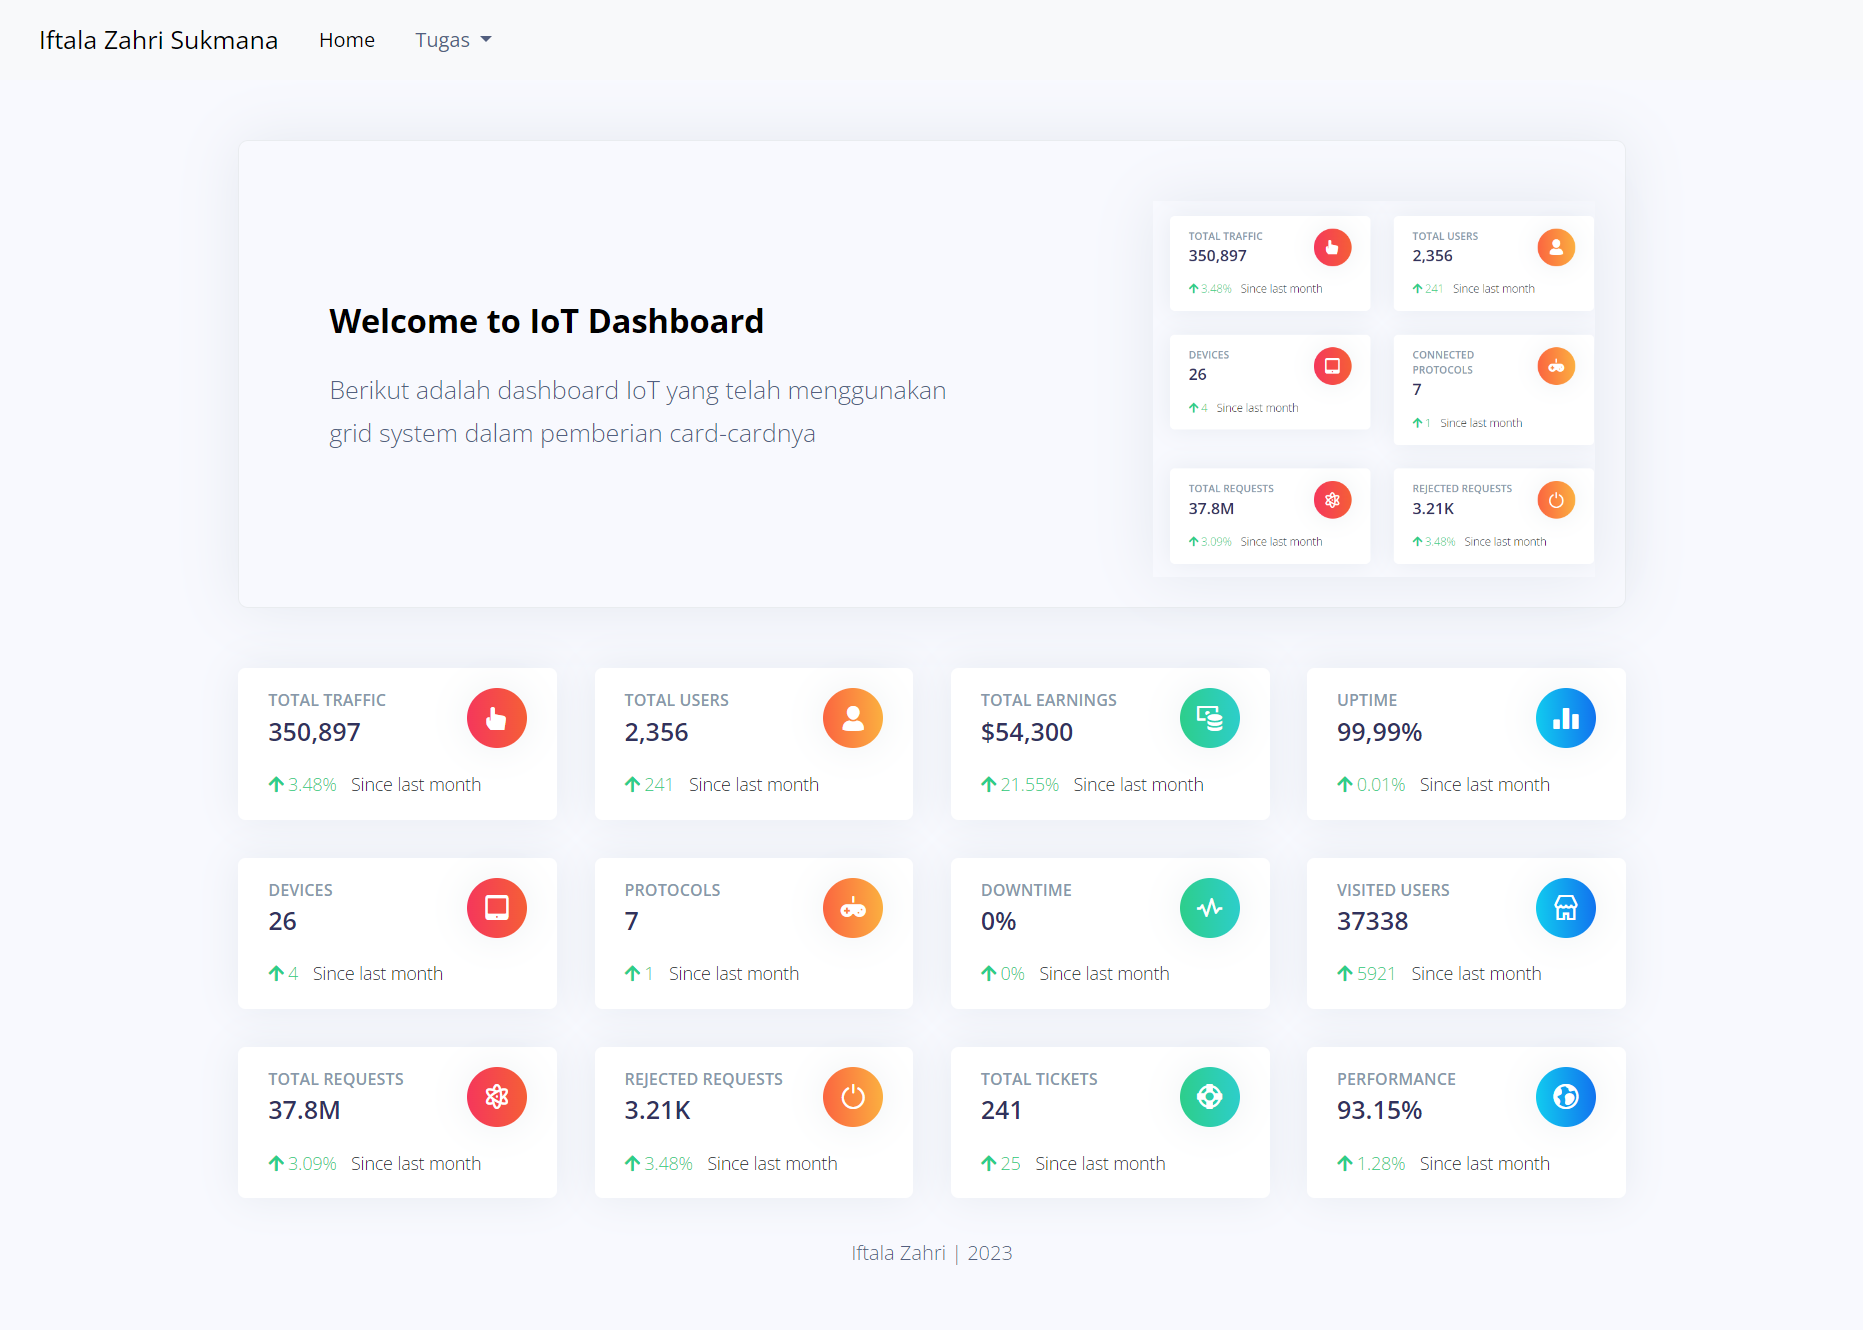 Iftala Zahri Sukmana
Home
Tugas
Welcome to IoT Dashboard
Berikut adalah dashboard IoT yang telah menggunakan
grid system dalam pemberian card-cardnya
TOTAL TRAFFIC
350,897
3.48% Since last month
TOTAL USERS
2,356
241 Since last month
DEVICES
26
4 Since last month
CONNECTED
PROTOCOLS
7
1 Since last month
TOTAL REQUESTS
37.8M
3.09% Since last month
REJECTED REQUESTS
3.21K
3.48% Since last month
TOTAL TRAFFIC
350,897
3.48% Since last month
TOTAL USERS
2,356
241 Since last month
TOTAL EARNINGS
$54,300
21.55% Since last month
UPTIME
99,99%
0.01% Since last month
DEVICES
26
4 Since last month
PROTOCOLS
7
1 Since last month
DOWNTIME
0%
0% Since last month
VISITED USERS
37338
5921 Since last month
TOTAL REQUESTS
37.8M
3.09% Since last month
REJECTED REQUESTS
3.21K
3.48% Since last month
TOTAL TICKETS
241
25 Since last month
PERFORMANCE
93.15%
1.28% Since last month
Iftala Zahri | 2023